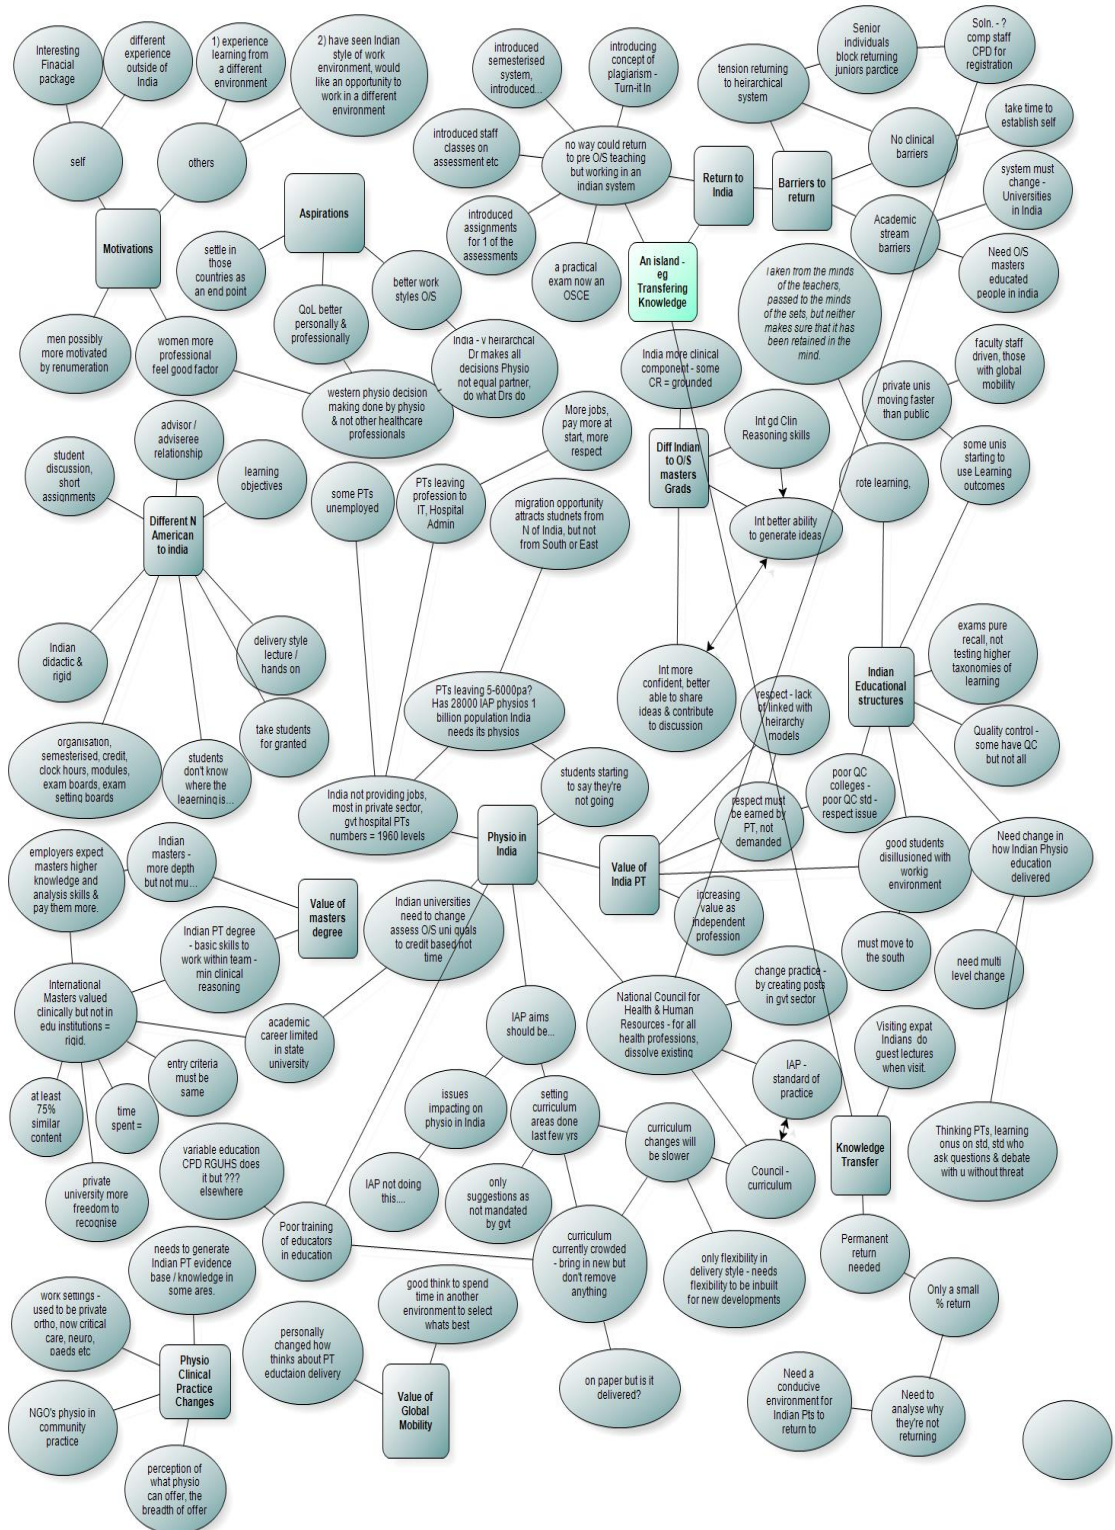 Interesting
Finacial
package
different
experience
outside of
India
1) experience
learning from
a different
environment
2) have seen Indian
style of work
environment, would
like an opportunity to
work in a different
environment
self
others
Motivations
men possibly
more motivated
by renumeration
women more
professional
feel good factor
Aspirations
settle in
those
countries as
an end point
QoL better
personally &
professionally
better work
styles O/S
India - v heirarchcal
Dr makes all
decisions Physio
not equal partner,
do what Drs do
western physio decision
making done by physio
& not other healthcare
professionals
introduced
semesterised
system,
introduced...
introducing
concept of
plagiarism -
Turn-it In
introduced staff
classes on
assessment etc
no way could return
to pre O/S teaching
but working in an
indian system
introduced
assignments
for 1 of the
assessments
a practical
exam now an
OSCE
Return to
India
An island -
eg
Transfering
Knowledge
Barriers to
return
tension returning
to heirarchical
system
Senior
individuals
block returning
juniors parctice
Soln. - ?
comp staff
CPD for
registration
No clinical
barriers
take time to
establish self
Academic
stream
barriers
system must
change -
Universities
in India
Need O/S
masters
educated
people in india
Taken from the minds
of the teachers,
passed to the minds
of the sets, but neither
makes sure that it has
been retained in the
mind.
private unis
moving faster
than public
faculty staff
driven, those
with global
mobility
some unis
starting to
use Learning
outcomes
rote learning,
India more clinical
component - some
CR = grounded
Diff Indian
to O/S
masters
Grads
Int gd Clin
Reasoning skills
Int better ability
to generate ideas
Int more
confident, better
able to share
ideas & contribute
to discussion
student
discussion,
short
assignments
advisor /
adviseree
relationship
learning
objectives
Different N
American
to india
Indian
didactic &
rigid
delivery style
lecture /
hands on
organisation,
semesterised, credit,
clock hours, modules,
exam boards, exam
setting boards
students
don't know
where the
leaerning is...
take students
for granted
some PTs
unemployed
PTs leaving
profession to
IT, Hospital
Admin
More jobs,
pay more at
start, more
respect
migration opportunity
attracts studnets from
N of India, but not
from South or East
PTs leaving 5-6000pa?
Has 28000 IAP physios 1
billion population India
needs its physios
students starting
to say they're
not going
India not providing jobs,
most in private sector,
gvt hospital PTs
numbers = 1960 levels
Physio in
India
Value of
India PT
respect - lack
of linked with
heirarchy
models
respect must
be earned by
PT, not
demanded
increasing
value as
independent
profession
Indian
Educational
structures
exams pure
recall, not
testing higher
taxonomies of
learning
Quality control -
some have QC
but not all
poor QC
colleges -
poor QC std -
respect issue
good students
disillusioned with
workig
environment
Need change in
how Indian Physio
education
delivered
must move to
the south
need multi
level change
Thinking PTs, learning
onus on std, std who
ask questions & debate
with u without threat
employers expect
masters higher
knowledge and
analysis skills &
pay them more.
Indian
masters -
more depth
but not mu...
Value of
masters
degree
Indian PT degree
- basic skills to
work within team -
min clinical
reasoning
International
Masters valued
clinically but not in
edu institutions =
rigid.
academic
career limited
in state
university
Indian universities
need to change
assess O/S uni quals
to credit based not
time
entry criteria
must be
same
at least
75%
similar
content
time
spent =
private
university more
freedom to
recognise
IAP aims
should be...
issues
impacting on
physio in India
IAP not doing
this....
setting
curriculum
areas done
last few yrs
only
suggestions as
not mandated
by gvt
curriculum
changes will
be slower
National Council for
Health & Human
Resources - for all
health professions,
dissolve existing
change practice -
by creating posts
in gvt sector
IAP -
standard of
practice
Council -
curriculum
curriculum
currently crowded
- bring in new but
don't remove
anything
only flexibility in
delivery style - needs
flexibility to be inbuilt
for new developments
on paper but is it
delivered?
variable education
CPD RGUHS does
it but ???
elsewhere
Poor training
of educators
in education
Visiting expat
Indians do
guest lectures
when visit.
Knowledge
Transfer
Permanent
return
needed
Only a small
% return
Need to
analyse why
they're not
returning
Need a
conducive
environment for
Indian Pts to
return to
needs to generate
Indian PT evidence
base / knowledge in
some ares.
work settings -
used to be private
ortho, now critical
care, neuro,
paeds etc
Physio
Clinical
Practice
Changes
NGO's physio in
community
practice
perception of
what physio
can offer, the
breadth of offer
good think to spend
time in another
environment to select
whats best
personally
changed how
thinks about PT
eductaion delivery
Value of
Global
Mobility